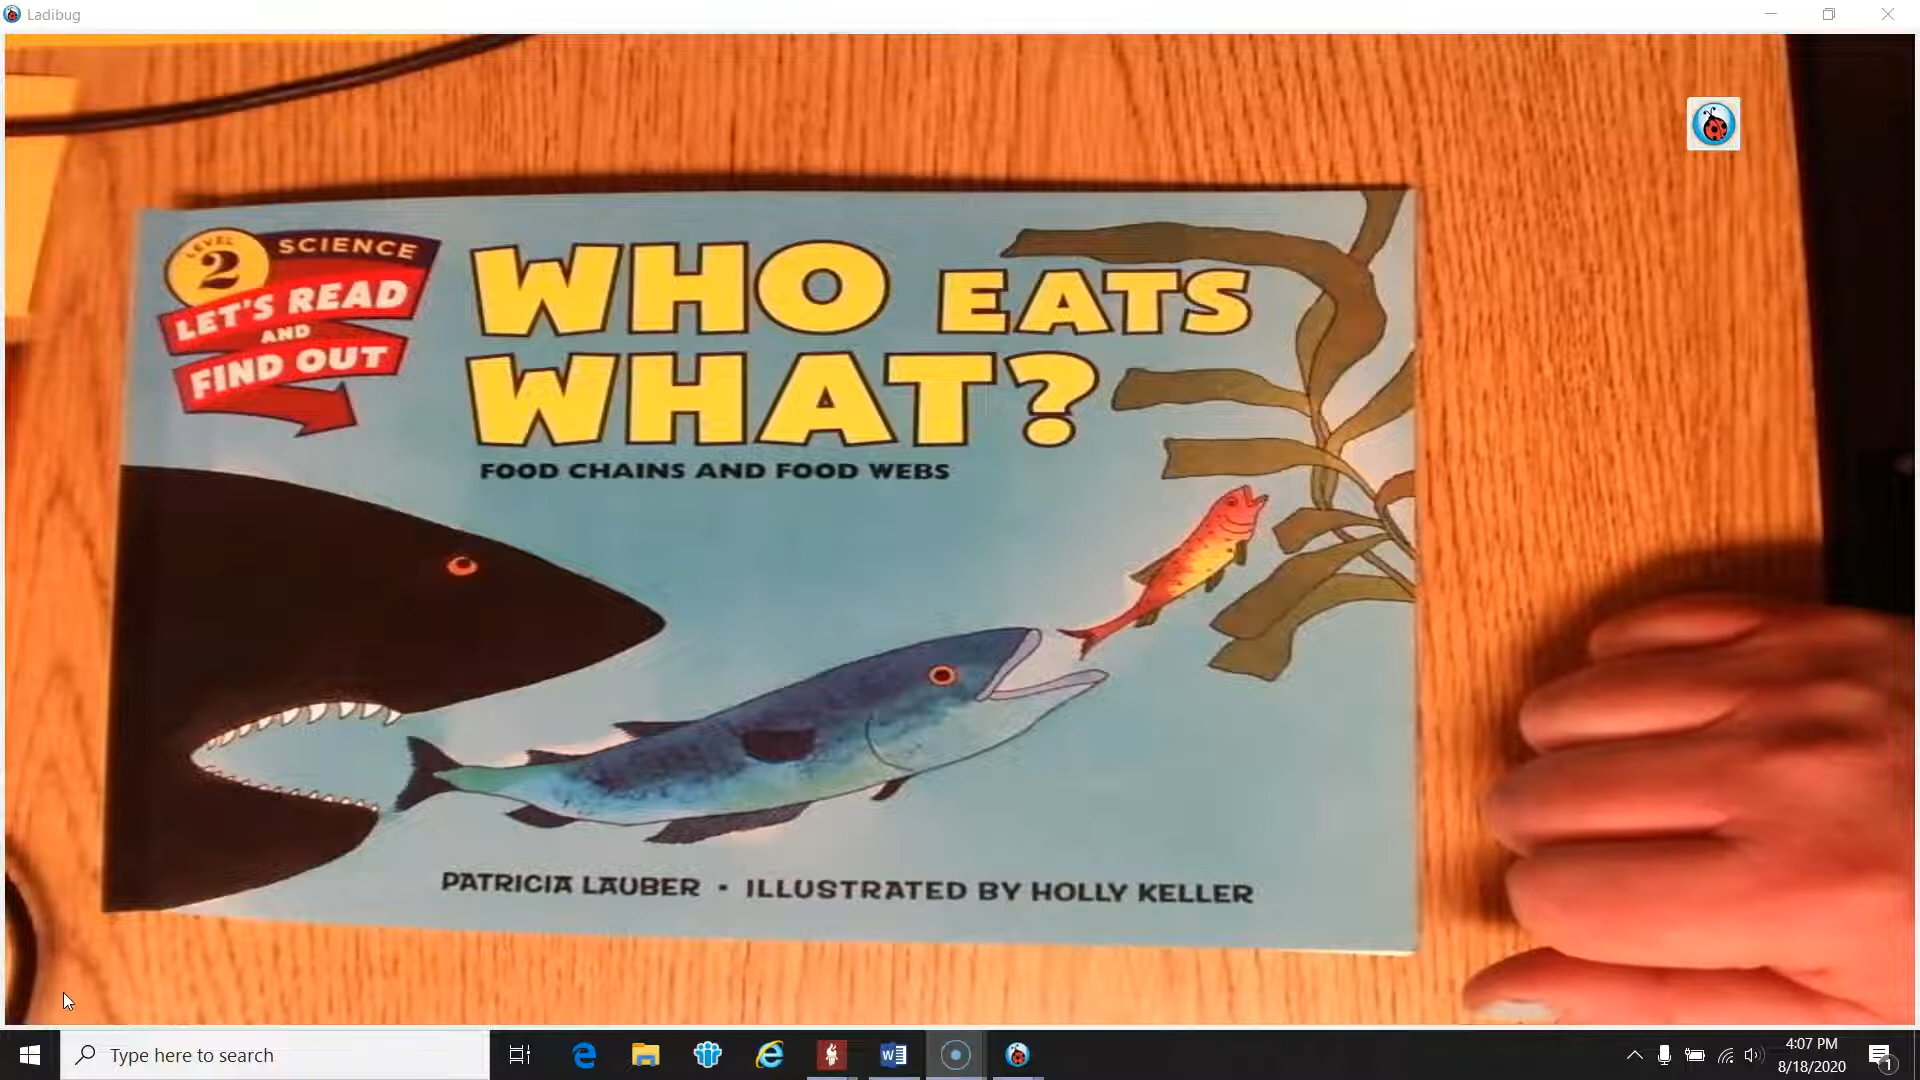 Ladibug
LEVEL
2
SCIENCE
LET'S READ
AND
FIND OUT
WHO EATS
WHAT?
FOOD CHAINS AND FOOD WEBS
PATRICIA LAUBER • ILLUSTRATED BY HOLLY KELLER
Type here to search
4:07 PM
8/18/2020
1